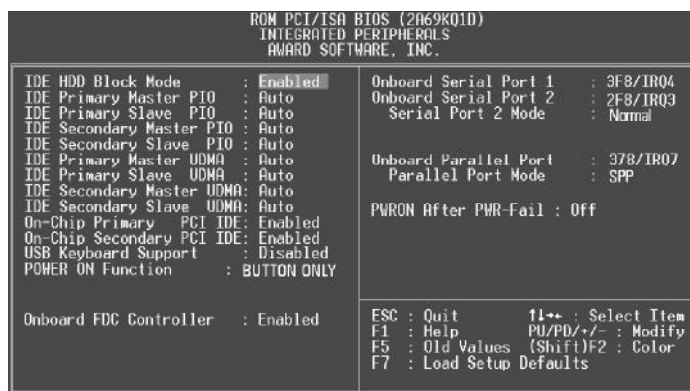 ROM PCI/ISA BIOS (2A69KQ1D)
INTEGRATED PERIPHERALS
AWARD SOFTWARE, INC.
IDE HDD Block Mode : Enabled
IDE Primary Master PIO : Auto
IDE Primary Slave PIO : Auto
IDE Secondary Master PIO : Auto
IDE Secondary Slave PIO : Auto
IDE Primary Master UDMA : Auto
IDE Primary Slave UDMA : Auto
IDE Secondary Master UDMA: Auto
IDE Secondary Slave UDMA: Auto
On-Chip Primary PCI IDE: Enabled
On-Chip Secondary PCI IDE: Enabled
USB Keyboard Support : Disabled
POWER ON Function : BUTTON ONLY
Onboard FDC Controller : Enabled
Onboard Serial Port 1 : 3F8/IRQ4
Onboard Serial Port 2 : 2F8/IRQ3
Serial Port 2 Mode : Normal
Onboard Parallel Port : 378/IRQ7
Parallel Port Mode : SPP
PWRON After PWR-Fail : Off
ESC : Quit ↑↓→← : Select Item
F1 : Help PU/PD/+/- : Modify
F5 : Old Values (Shift)F2 : Color
F7 : Load Setup Defaults